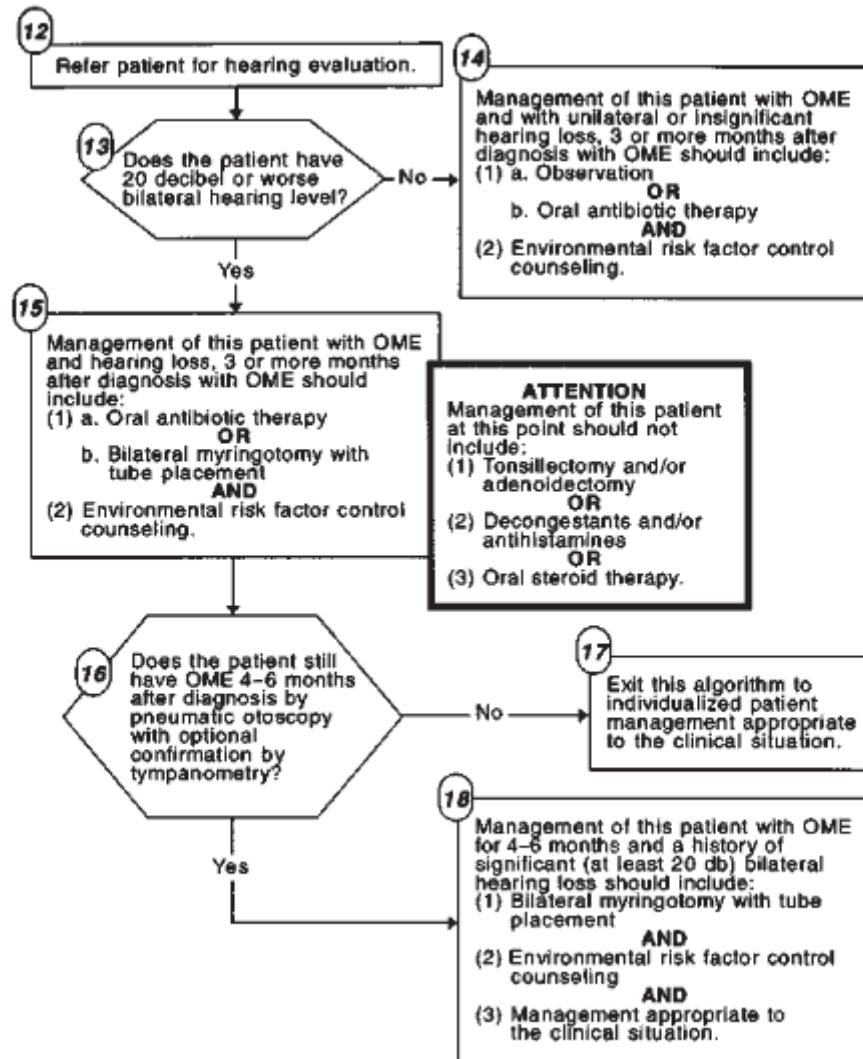 12
Refer patient for hearing evaluation.
13
Does the patient have
20 decibel or worse
bilateral hearing level?
No
Yes
14
Management of this patient with OME
and with unilateral or insignificant
hearing loss, 3 or more months after
diagnosis with OME should include:
(1) a. Observation
OR
b. Oral antibiotic therapy
AND
(2) Environmental risk factor control
counseling.
15
Management of this patient with OME
and hearing loss, 3 or more months
after diagnosis with OME should
include:
(1) a. Oral antibiotic therapy
OR
b. Bilateral myringotomy with
tube placement
AND
(2) Environmental risk factor control
counseling.
ATTENTION
Management of this patient
at this point should not
include:
(1) Tonsillectomy and/or
adenoidectomy
OR
(2) Decongestants and/or
antihistamines
OR
(3) Oral steroid therapy.
16
Does the patient still
have OME 4-6 months
after diagnosis by
pneumatic otoscopy
with optional
confirmation by
tympanometry?
No
Yes
17
Exit this algorithm to
individualized patient
management appropriate
to the clinical situation.
18
Management of this patient with OME
for 4-6 months and a history of
significant (at least 20 db) bilateral
hearing loss should include:
(1) Bilateral myringotomy with tube
placement
AND
(2) Environmental risk factor control
counseling
AND
(3) Management appropriate to
the clinical situation.